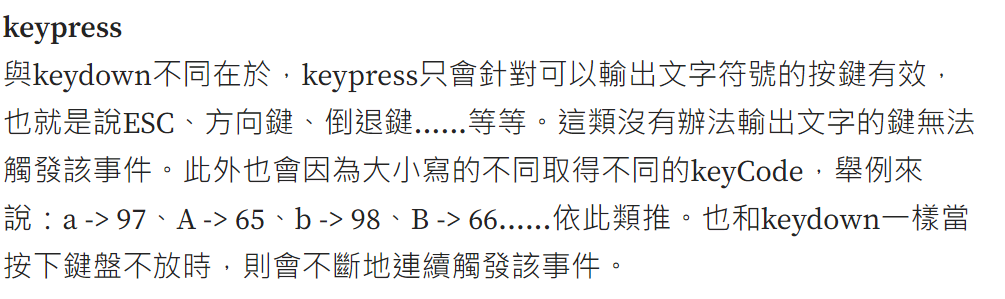 keypress
與keydown不同在於，keypress只會針對可以輸出文字符號的按鍵有效，
也就是說ESC、方向鍵、倒退鍵......等等。這類沒有辦法輸出文字的鍵無法
觸發該事件。此外也會因為大小寫的不同取得不同的keyCode，舉例來
說：a -> 97、A -> 65、b -> 98、B -> 66......依此類推。也和keydown一樣當
按下鍵盤不放時，則會不斷地連續觸發該事件。